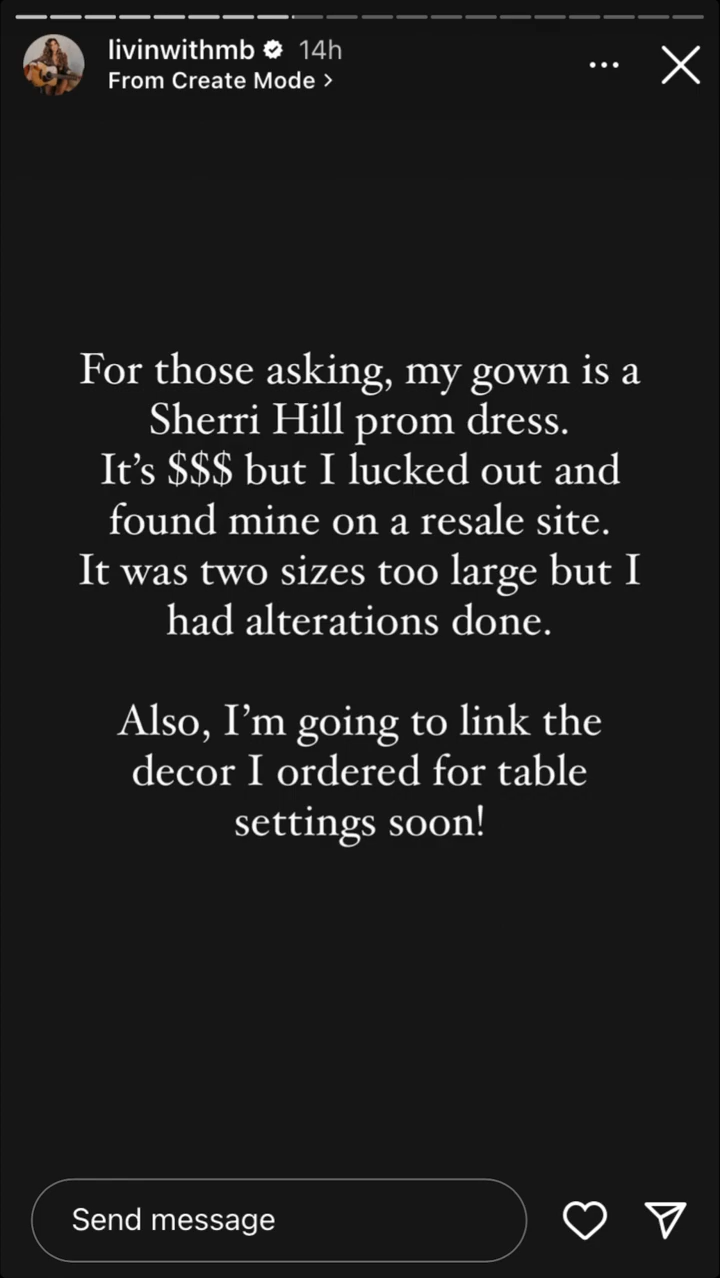 livinwithmb 14h
From Create Mode >
For those asking, my gown is a
Sherri Hill prom dress.
It’s $$$ but I lucked out and
found mine on a resale site.
It was two sizes too large but I
had alterations done.
Also, I’m going to link the
decor I ordered for table
settings soon!
Send message